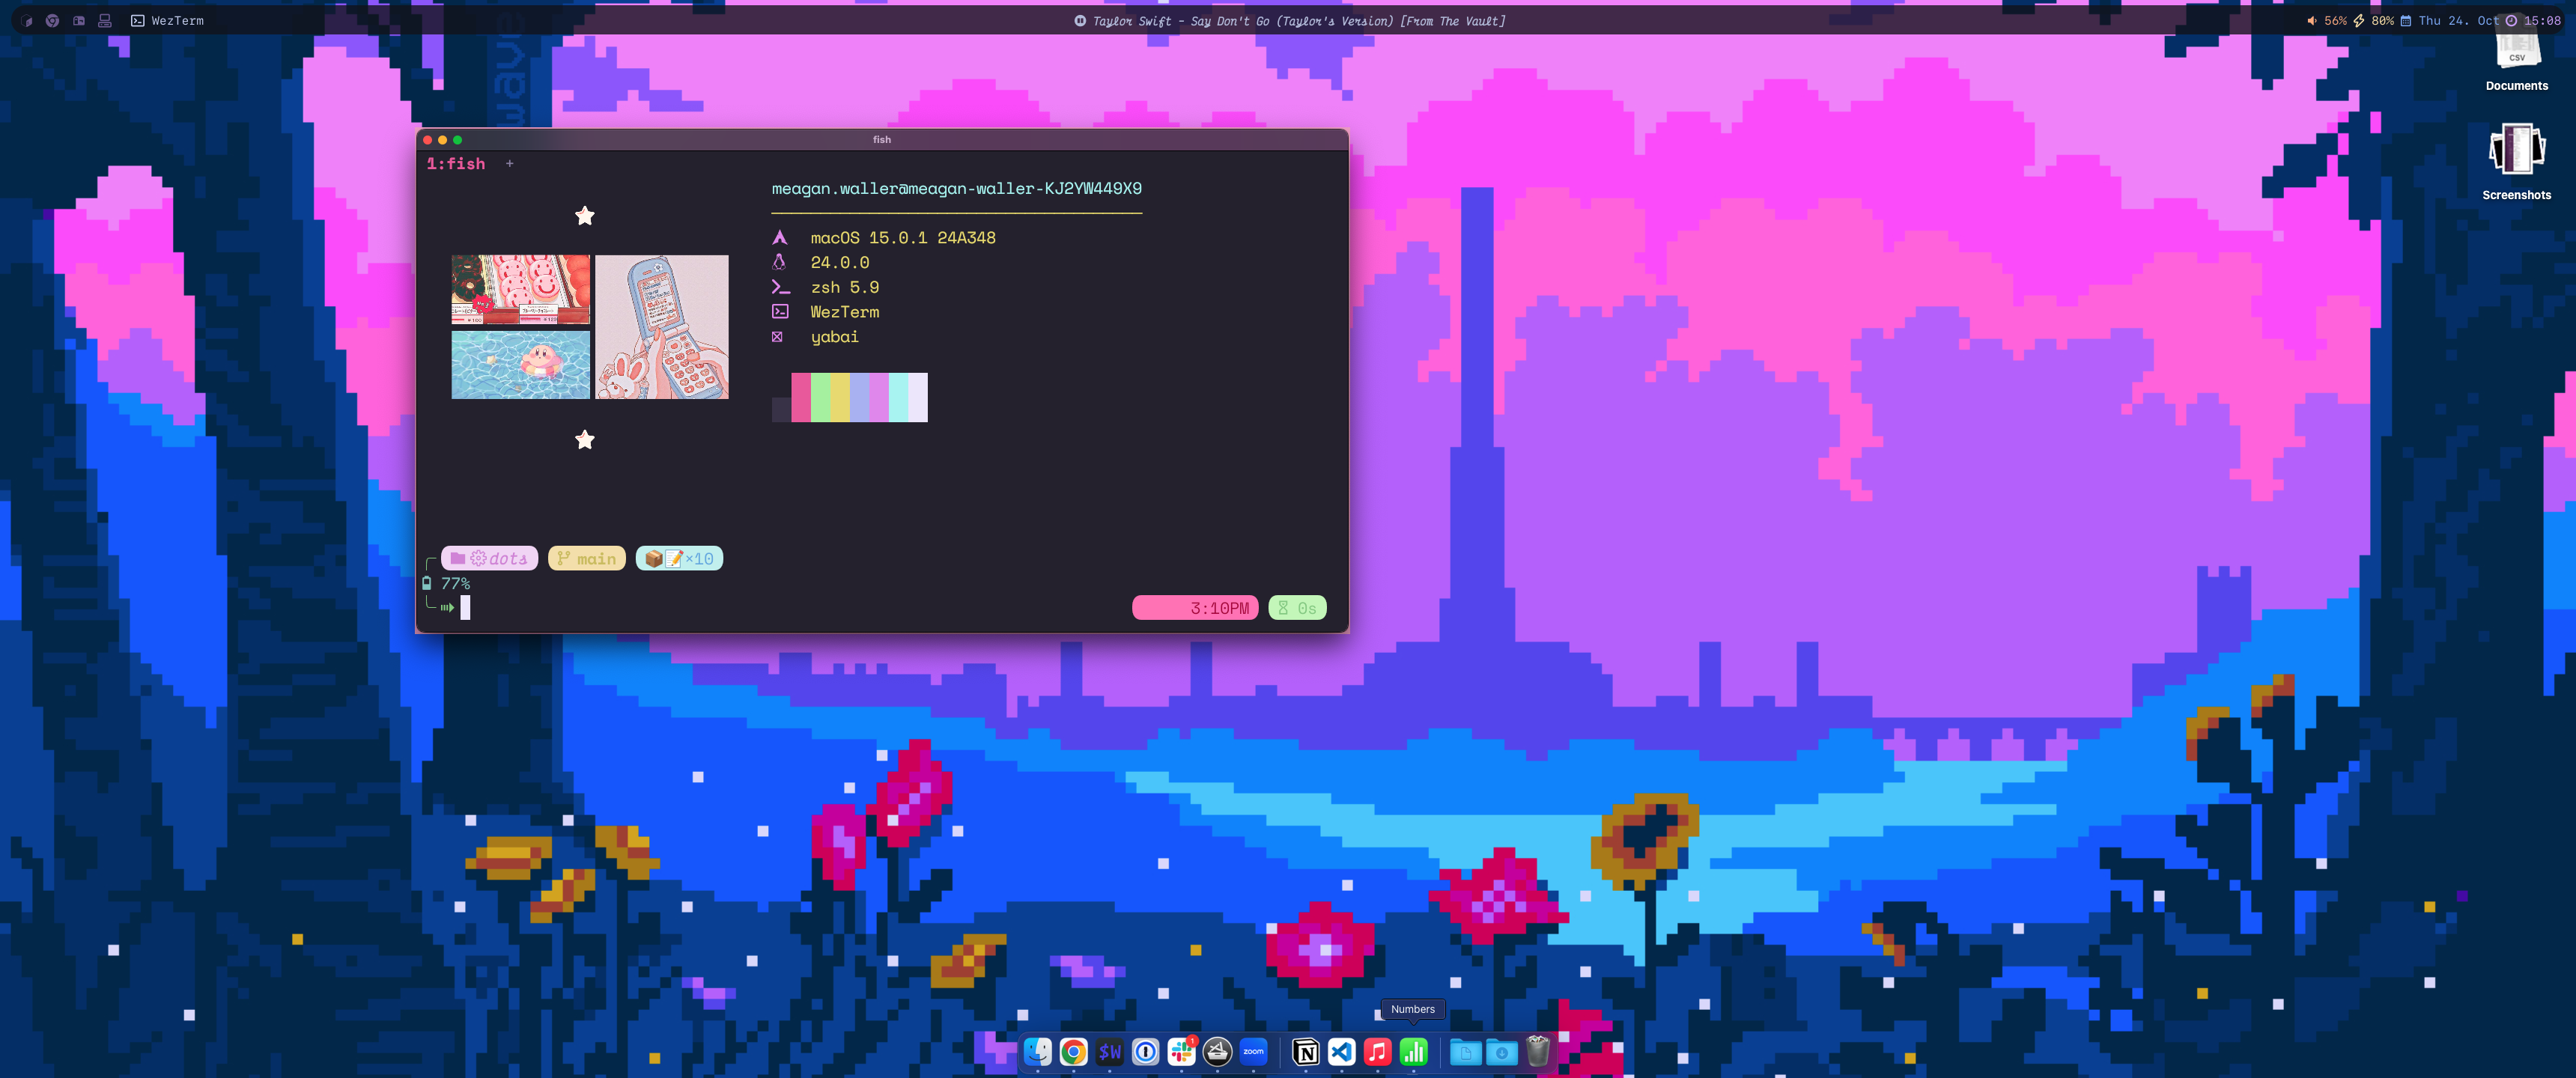 WezTerm
Taylor Swift - Say Don't Go (Taylor's Version) [From The Vault]
56% 80% Thu 24. Oct 15:08
wave
CSV
Documents
Screenshots
fish
1:fish +
meagan.waller@meagan-waller-KJ2YW449X9
macOS 15.0.1 24A348
24.0.0
zsh 5.9
WezTerm
yabai
dots main ×10
77%
3:10PM 0s
Numbers
$W
1
zoom
N